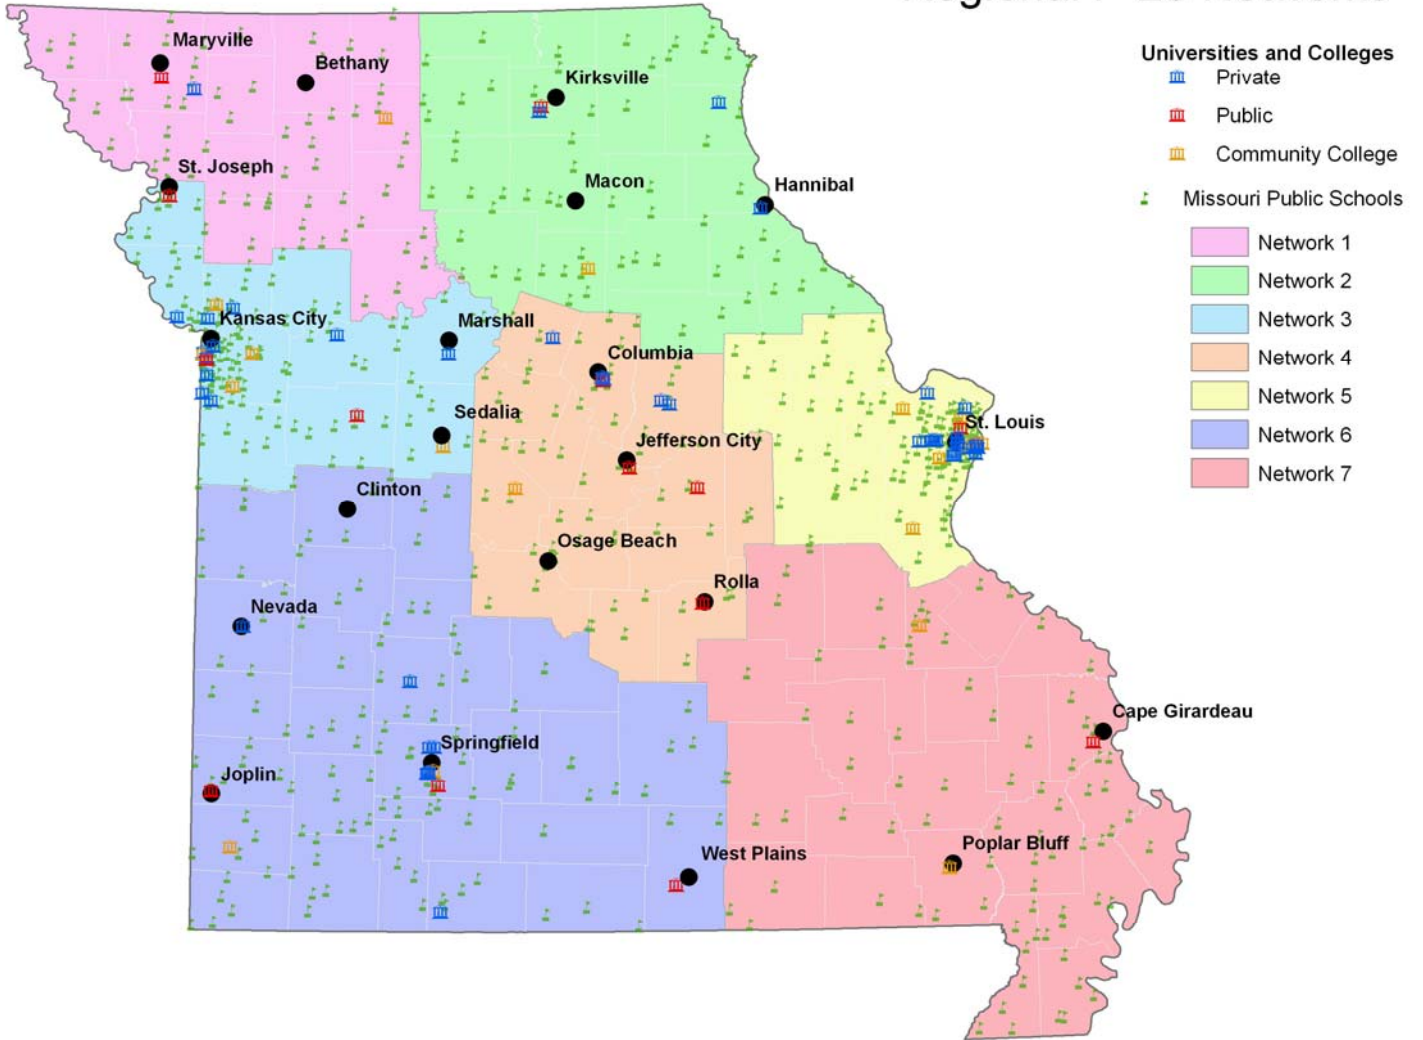 Universities and Colleges
Private
Public
Community College
Missouri Public Schools
Network 1
Network 2
Network 3
Network 4
Network 5
Network 6
Network 7
Maryville
Bethany
Kirksville
St. Joseph
Macon
Hannibal
Kansas City
Marshall
Columbia
Sedalia
St. Louis
Jefferson City
Clinton
Osage Beach
Rolla
Nevada
Cape Girardeau
Springfield
Joplin
Poplar Bluff
West Plains